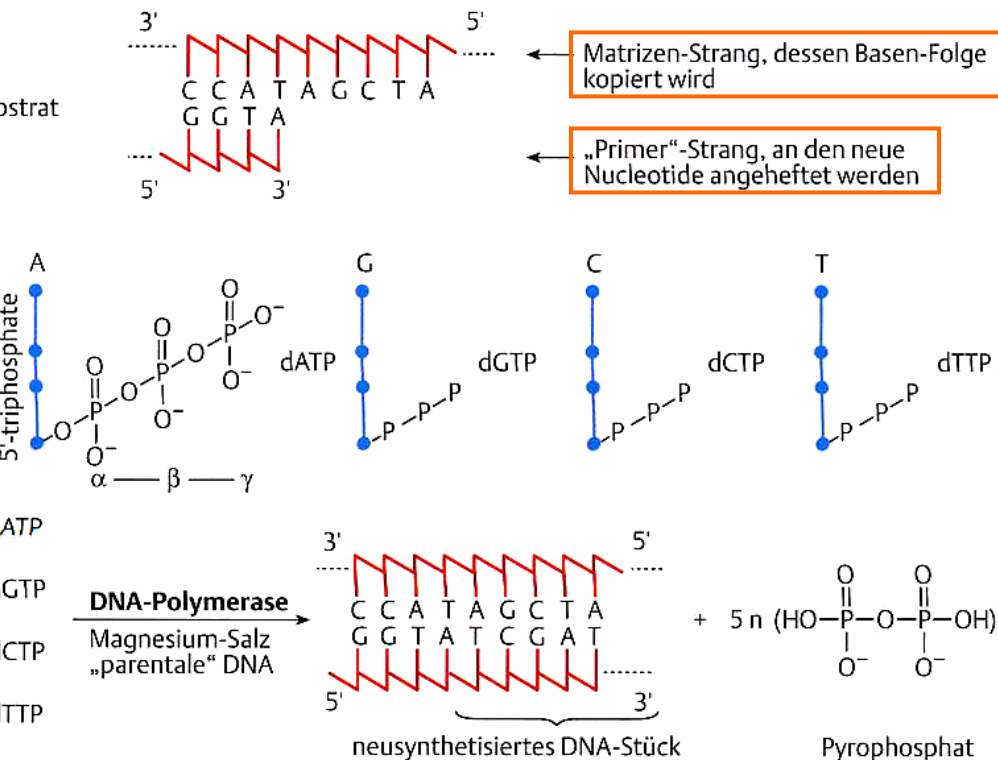 3' 5'
Matrizen-Strang, dessen Basen-Folge
kopiert wird
C C A T A G C T A
G G T A
ostrat
„Primer“-Strang, an den neue
Nucleotide angeheftet werden
5' 3'
A G C T
5'-triphosphate
O O O O⁻
P O P O P O
O⁻ O⁻ O⁻
dATP
P P P
dGTP
P P P
dCTP
P P P
dTTP
α — β — γ
ATP
GTP
CTP
TTP
DNA-Polymerase
Magnesium-Salz
„parentale“ DNA
3' 5'
C C A T A G C T A
G G T A T C G A T
5' 3'
neusynthetisiertes DNA-Stück
+ 5 n (HO–P–O–P–OH)
O O
O⁻ O⁻
Pyrophosphat